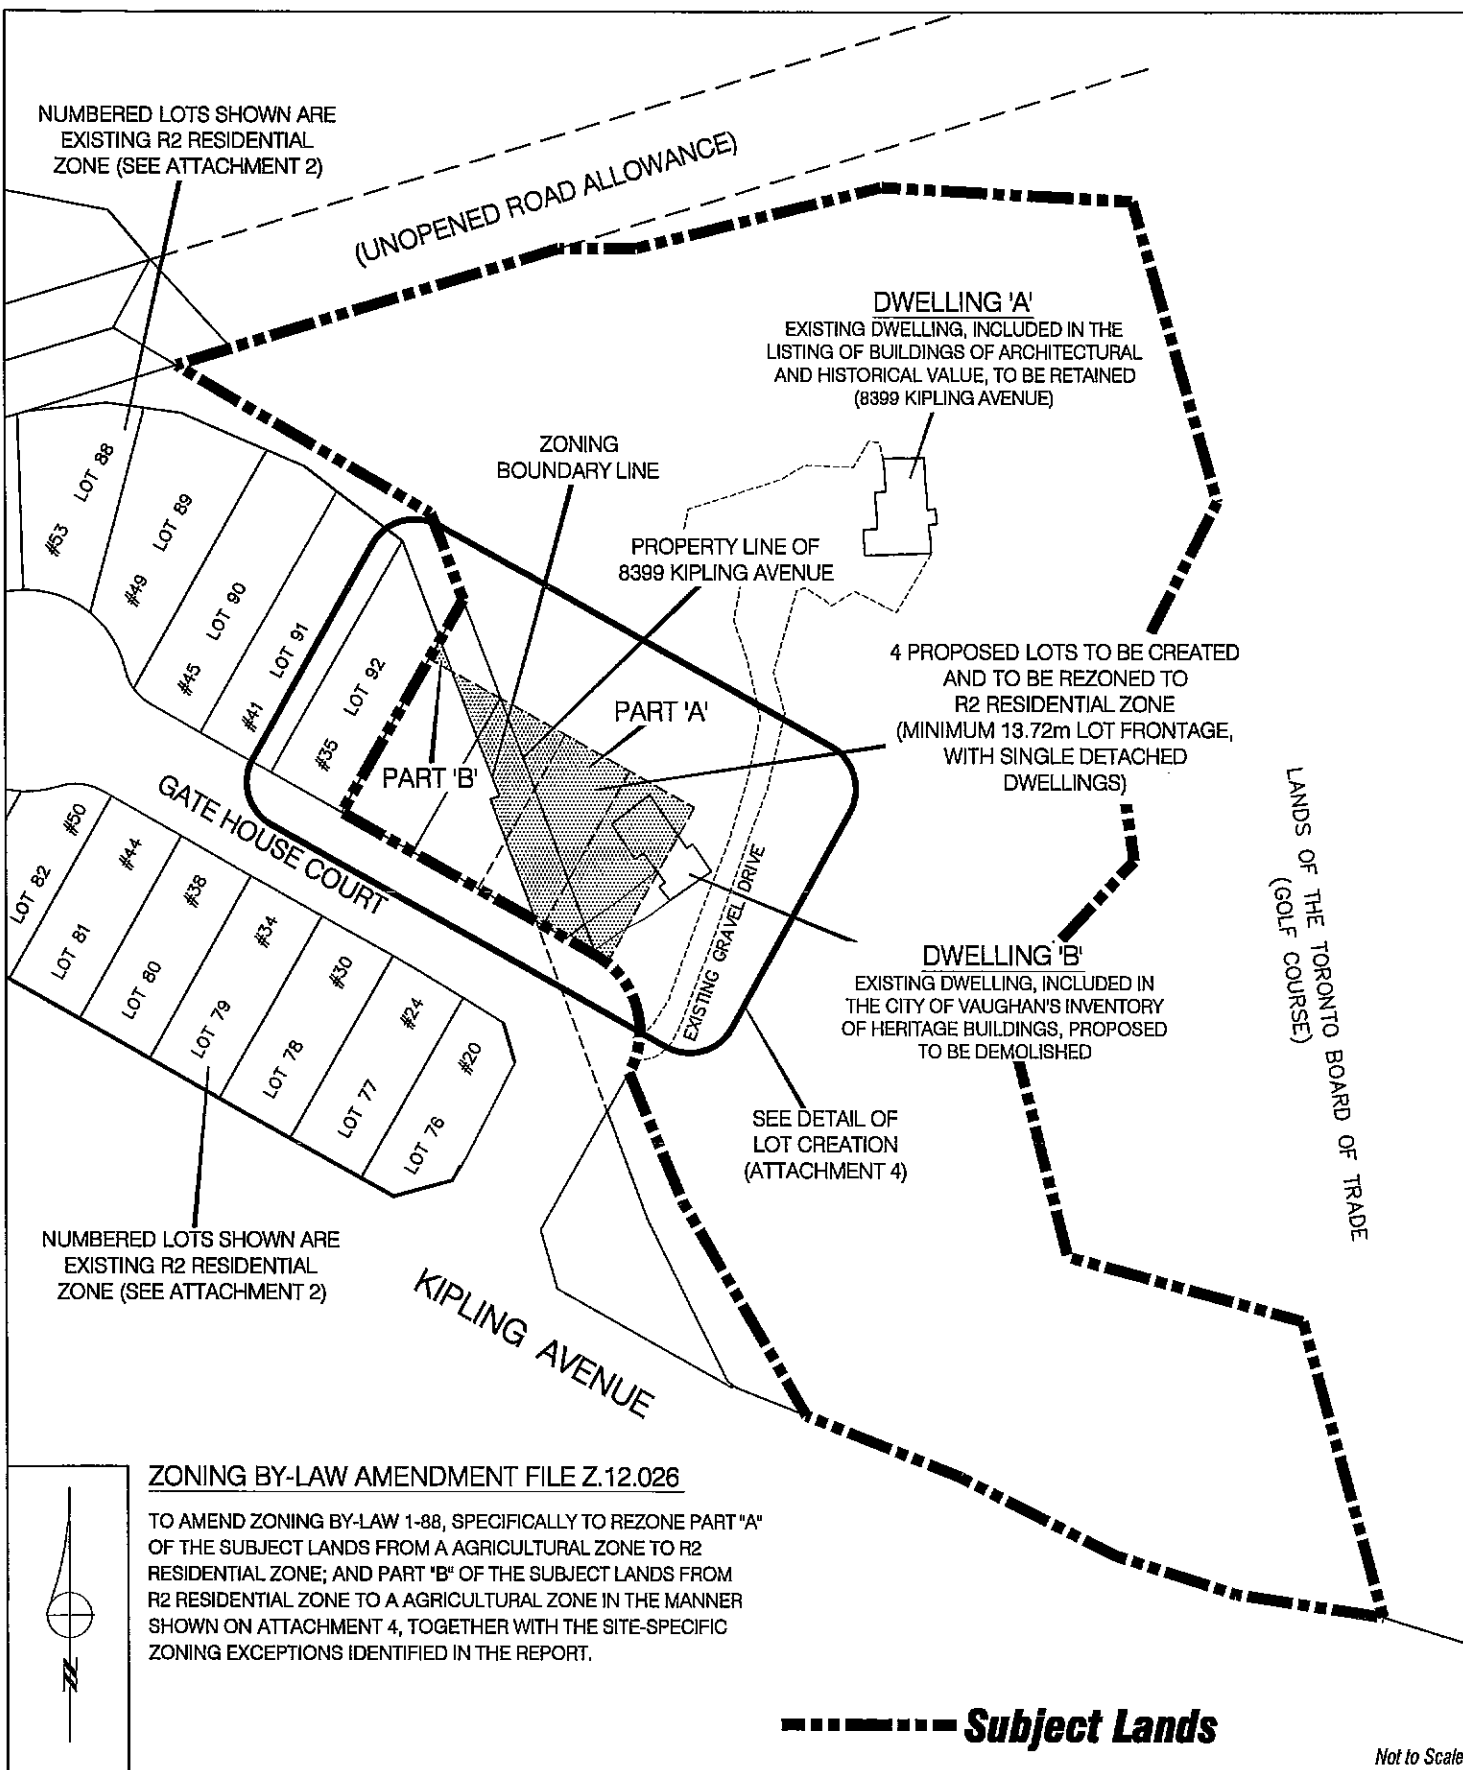 NUMBERED LOTS SHOWN ARE
EXISTING R2 RESIDENTIAL
ZONE (SEE ATTACHMENT 2)
(UNOPENED ROAD ALLOWANCE)
DWELLING 'A'
EXISTING DWELLING, INCLUDED IN THE
LISTING OF BUILDINGS OF ARCHITECTURAL
AND HISTORICAL VALUE, TO BE RETAINED
(8399 KIPLING AVENUE)
ZONING
BOUNDARY LINE
PROPERTY LINE OF
8399 KIPLING AVENUE
#53 LOT 88
#49 LOT 89
#45 LOT 90
#41 LOT 91
#35 LOT 92
4 PROPOSED LOTS TO BE CREATED
AND TO BE REZONED TO
R2 RESIDENTIAL ZONE
(MINIMUM 13.72m LOT FRONTAGE,
WITH SINGLE DETACHED
DWELLINGS)
PART 'A'
PART 'B'
GATE HOUSE COURT
LOT 82 #50
LOT 81 #44
LOT 80 #38
LOT 79 #34
LOT 78 #30
LOT 77 #24
LOT 76 #20
EXISTING GRAVEL DRIVE
LANDS OF THE TORONTO BOARD OF TRADE
(GOLF COURSE)
DWELLING 'B'
EXISTING DWELLING, INCLUDED IN
THE CITY OF VAUGHAN'S INVENTORY
OF HERITAGE BUILDINGS, PROPOSED
TO BE DEMOLISHED
SEE DETAIL OF
LOT CREATION
(ATTACHMENT 4)
NUMBERED LOTS SHOWN ARE
EXISTING R2 RESIDENTIAL
ZONE (SEE ATTACHMENT 2)
KIPLING AVENUE
ZONING BY-LAW AMENDMENT FILE Z.12.026
TO AMEND ZONING BY-LAW 1-88, SPECIFICALLY TO REZONE PART "A"
OF THE SUBJECT LANDS FROM A AGRICULTURAL ZONE TO R2
RESIDENTIAL ZONE; AND PART "B" OF THE SUBJECT LANDS FROM
R2 RESIDENTIAL ZONE TO A AGRICULTURAL ZONE IN THE MANNER
SHOWN ON ATTACHMENT 4, TOGETHER WITH THE SITE-SPECIFIC
ZONING EXCEPTIONS IDENTIFIED IN THE REPORT.
N
Subject Lands
Not to Scale